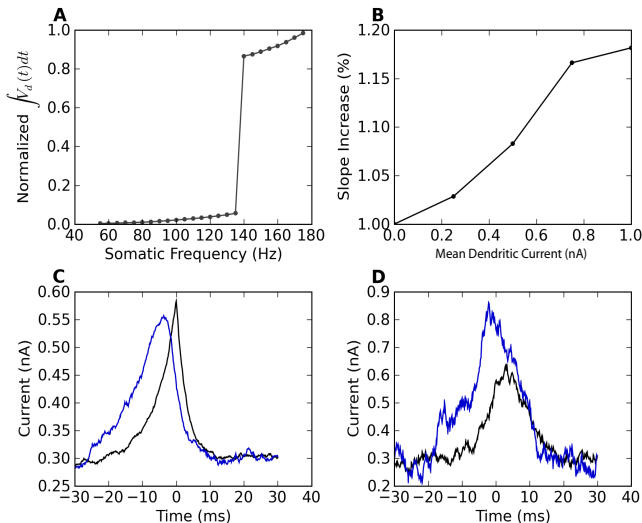 A
Normalized ∫V_d(t)dt
1.0
0.8
0.6
0.4
0.2
0.0
40 60 80 100 120 140 160 180
Somatic Frequency (Hz)
B
Slope Increase (%)
1.20
1.15
1.10
1.05
1.00
0.0 0.2 0.4 0.6 0.8 1.0
Mean Dendritic Current (nA)
C
Current (nA)
0.60
0.55
0.50
0.45
0.40
0.35
0.30
0.25
−30 −20 −10 0 10 20 30 40
Time (ms)
D
Current (nA)
0.9
0.8
0.7
0.6
0.5
0.4
0.3
0.2
−30 −20 −10 0 10 20 30 40
Time (ms)